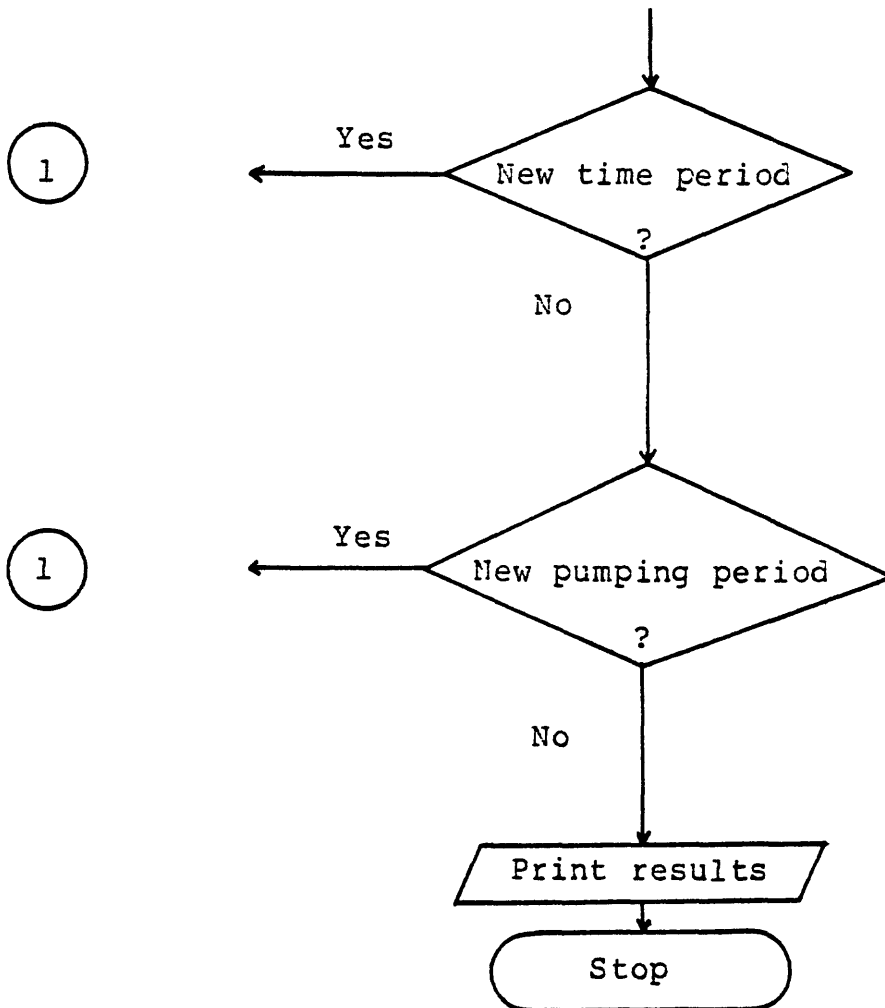 Yes
1
New time period
?
No
Yes
1
New pumping period
?
No
Print results
Stop